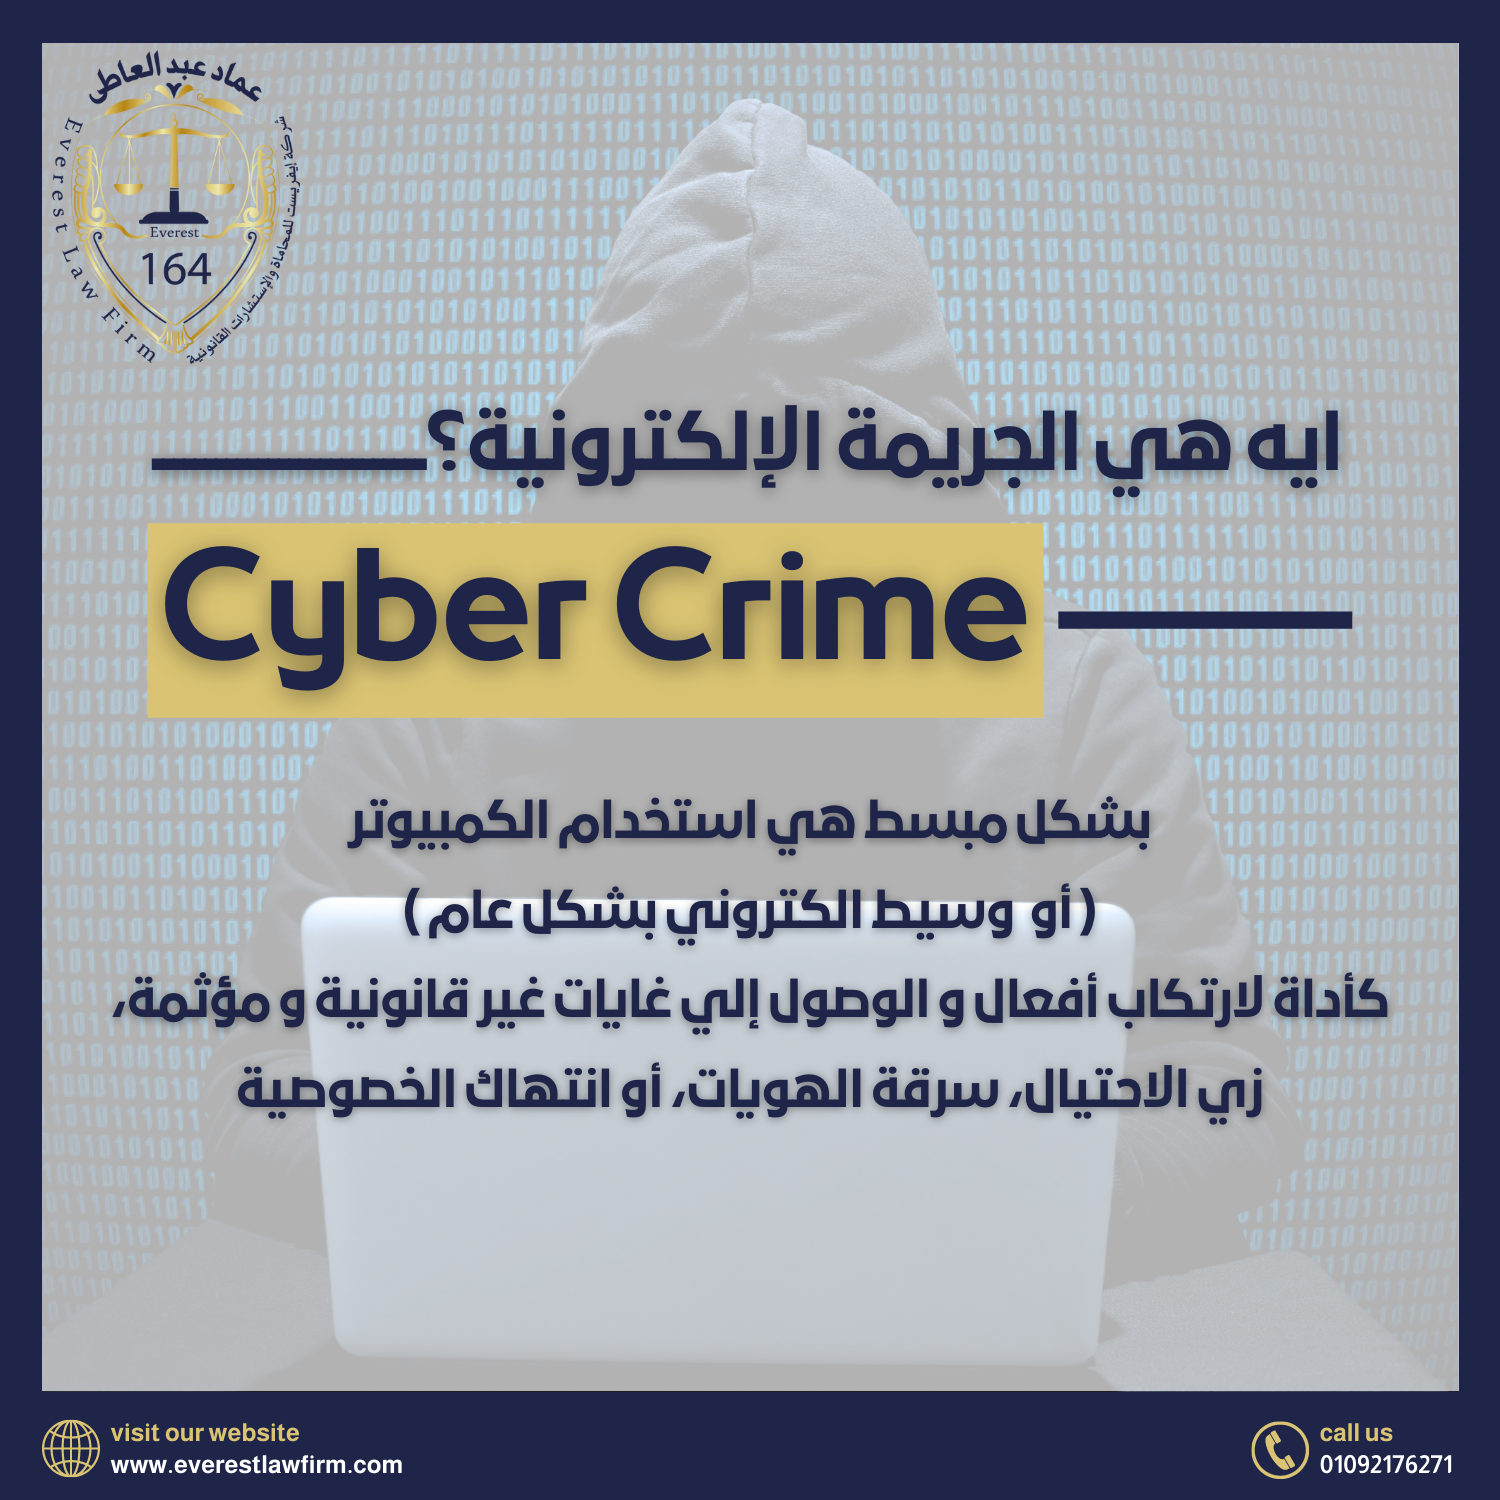 عماد عبد العاطى
Everest Law Firm
شركة إيفريست للمحاماة والإستشارات القانونية
Everest
164
ايه هي الجريمة الإلكترونية؟
Cyber Crime
بشكل مبسط هي استخدام الكمبيوتر
(أو وسيط الكتروني بشكل عام)
كأداة لارتكاب أفعال و الوصول إلي غايات غير قانونية و مؤثمة،
زي الاحتيال، سرقة الهويات، أو انتهاك الخصوصية
visit our website
www.everestlawfirm.com
call us
01092176271